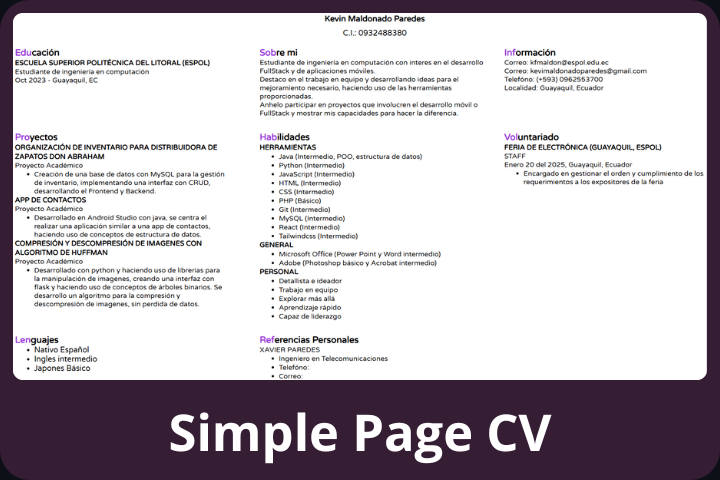 Kevin Maldonado Paredes
C.I.: 0932488380
Educación
ESCUELA SUPERIOR POLITÉCNICA DEL LITORAL (ESPOL)
Estudiante de ingeniería en computación
Oct 2023 - Guayaquil, EC
Sobre mi
Estudiante de ingeniería en computación con interes en el desarrollo
FullStack y de aplicaciones móviles.
Destaco en el trabajo en equipo y desarrollando ideas para el
mejoramiento necesario, haciendo uso de las herramientas
proporcionadas.
Anhelo participar en proyectos que involucren el desarrollo móvil o
FullStack y mostrar mis capacidades para hacer la diferencia.
Información
Correo: kfmaldon@espol.edu.ec
Correo: kevimaldonadoparedes@gmail.com
Teléfono: (+593) 0962553700
Localidad: Guayaquil, Ecuador
Proyectos
ORGANIZACIÓN DE INVENTARIO PARA DISTRIBUIDORA DE
ZAPATOS DON ABRAHAM
Proyecto Académico
• Creación de una base de datos con MySQL para la gestión
de inventario, implementando una interfaz con CRUD,
desarrollando el Frontend y Backend.
APP DE CONTACTOS
Proyecto Académico
• Desarrollado en Android Studio con java, se centra el
realizar una aplicación similar a una app de contactos,
haciendo uso de conceptos de estructura de datos.
COMPRESIÓN Y DESCOMPRESIÓN DE IMAGENES CON
ALGORITMO DE HUFFMAN
Proyecto Académico
• Desarrollado con python y haciendo uso de librerias para
la manipulación de imagenes, creando una interfaz con
flask y haciendo uso de conceptos de árboles binarios. Se
desarrollo un algoritmo para la compresión y
descompresión de imagenes, sin perdida de datos.
Habilidades
HERRAMIENTAS
• Java (Intermedio, POO, estructura de datos)
• Python (Intermedio)
• JavaScript (Intermedio)
• HTML (Intermedio)
• CSS (Intermedio)
• PHP (Básico)
• Git (Intermedio)
• MySQL (Intermedio)
• React (Intermedio)
• Tailwindcss (Intermedio)
GENERAL
• Microsoft Office (Power Point y Word intermedio)
• Adobe (Photoshop básico y Acrobat intermedio)
PERSONAL
• Detallista e ideador
• Trabajo en equipo
• Explorar más allá
• Aprendizaje rápido
• Capaz de liderazgo
Voluntariado
FERIA DE ELECTRÓNICA (GUAYAQUIL, ESPOL)
STAFF
Enero 20 del 2025, Guayaquil, Ecuador
• Encargado en gestionar el orden y cumplimiento de los
requerimentos a los expositores de la feria
Lenguajes
• Nativo Español
• Ingles intermedio
• Japones Básico
Referencias Personales
XAVIER PAREDES
• Ingeniero en Telecomunicaciones
• Telefóno:
• Correo:
Simple Page CV